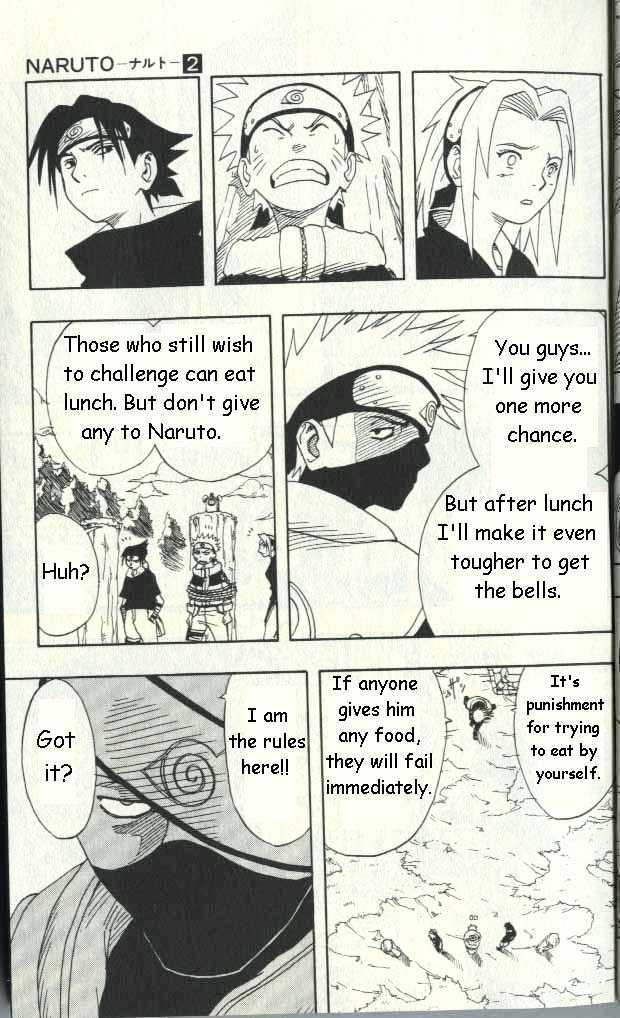 NARUTO—ナルト—2
You guys...
I'll give you
one more
chance.
But after lunch
I'll make it even
tougher to get
the bells.
Those who still wish
to challenge can eat
lunch. But don't give
any to Naruto.
Huh?
It's
punishment
for trying
to eat by
yourself.
If anyone
gives him
any food,
they will fail
immediately.
I am
the rules
here!!
Got
it?